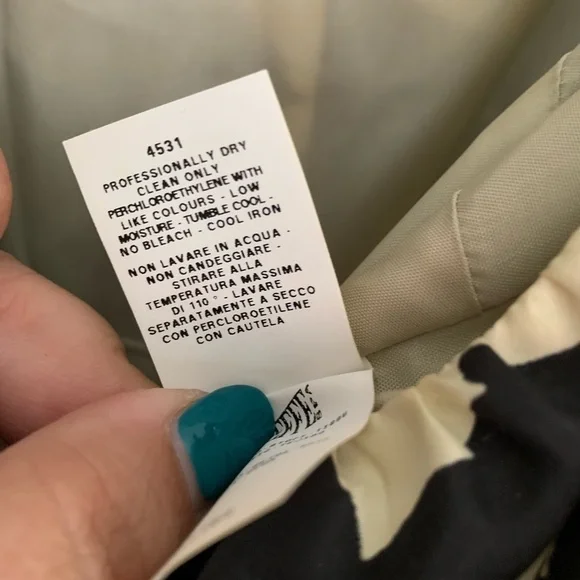 4531
PROFESSIONALLY DRY
CLEAN ONLY
PERCHLOROETHYLENE WITH
LIKE COLOURS - LOW
MOISTURE - TUMBLE COOL -
NO BLEACH - COOL IRON
NON LAVARE IN ACQUA -
NON CANDEGGIARE -
STIRARE ALLA
TEMPERATURA MASSIMA
DI 110 ° - LAVARE
SEPARATAMENTE A SECCO
CON PERCLOROETILENE
CON CAUTELA